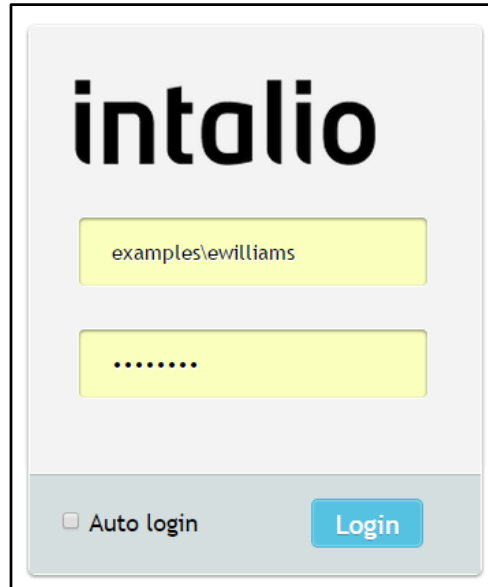 intalio
examples\ewilliams
••••••••
Auto login
Login